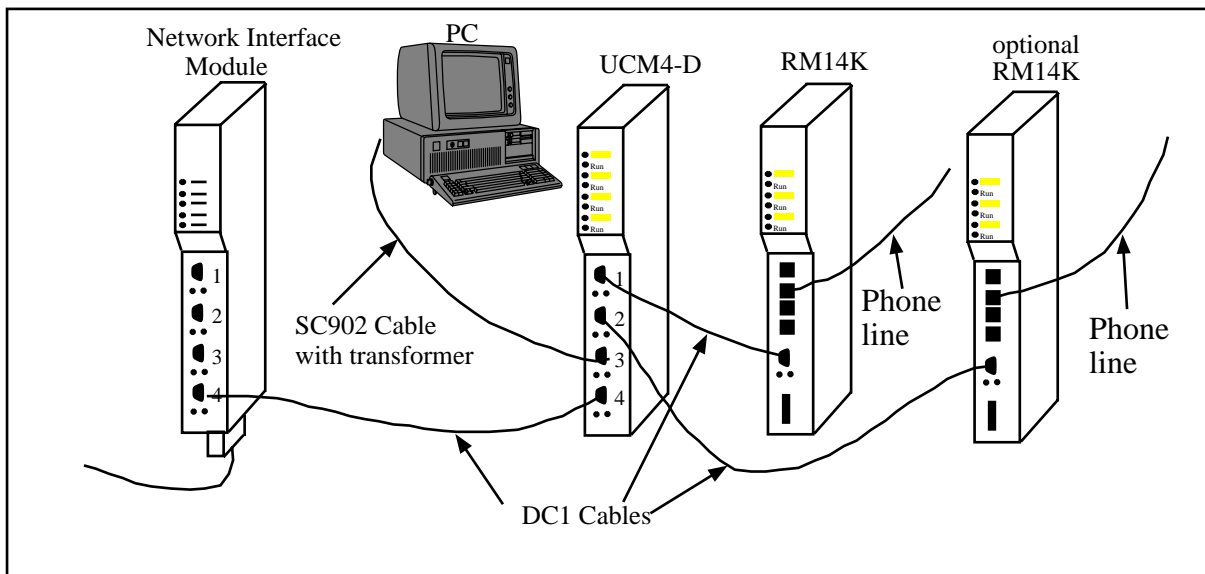 Network Interface
Module
PC
UCM4-D
RM14K
optional
RM14K
Run
Run
Run
Run
Run
Run
Run
Run
Run
Run
1
2
3
4
SC902 Cable
with transformer
1
2
3
4
Phone
line
Phone
line
DC1 Cables